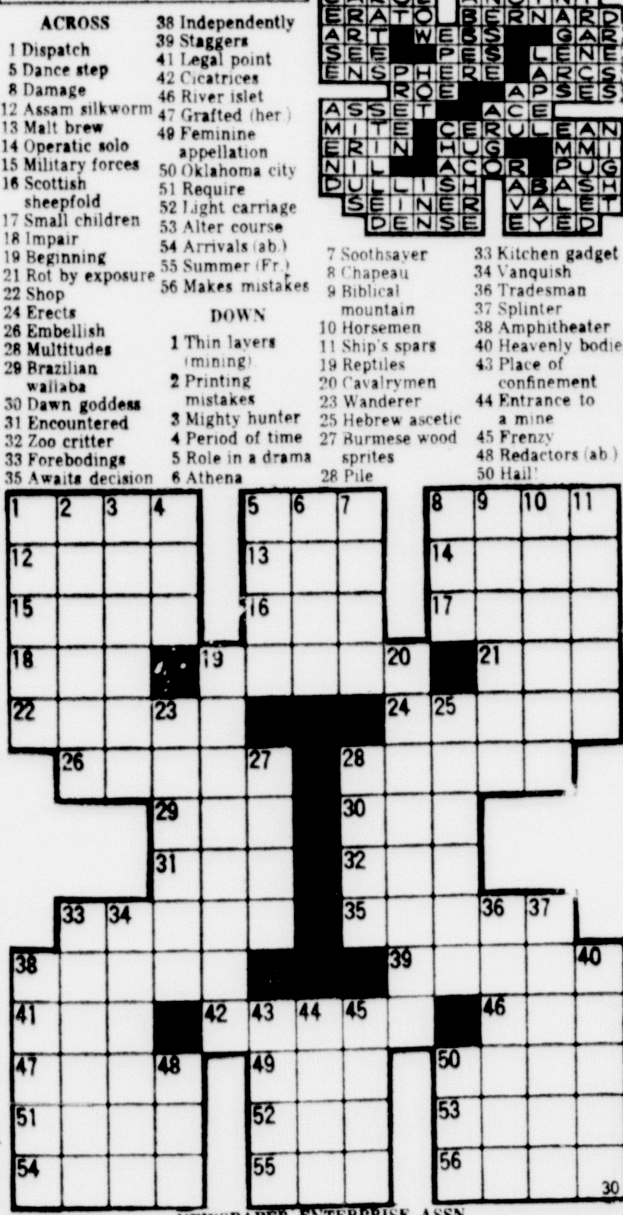 ACROSS
1 Dispatch
5 Dance step
8 Damage
12 Assam silkworm
13 Malt brew
14 Operatic solo
15 Military forces
16 Scottish
sheepfold
17 Small children
18 Impair
19 Beginning
21 Rot by exposure
22 Shop
24 Erects
26 Embellish
28 Multitudes
29 Brazilian
wallaba
30 Dawn goddess
31 Encountered
32 Zoo critter
33 Forebodings
35 Awaits decision
38 Independently
39 Staggers
41 Legal point
42 Cicatrices
46 River islet
47 Grafted (her.)
49 Feminine
appellation
50 Oklahoma city
51 Require
52 Light carriage
53 Alter course
54 Arrivals (ab.)
55 Summer (Fr.)
56 Makes mistakes
DOWN
1 Thin layers
(mining)
2 Printing
mistakes
3 Mighty hunter
4 Period of time
5 Role in a drama
6 Athena
ERATO BERNARD
ART WEBS GAR
SEE PES LENE
ENSPHERE ARCS
ROE APSES
ASSET ACE
MITE CERULEAN
ERIN HUG MMI
NIL ACOR PUG
DULLISH ABASH
SEINER VALET
DENSE EYED
7 Soothsayer
8 Chapeau
9 Biblical
mountain
10 Horsemen
11 Ship's spars
19 Reptiles
20 Cavalrymen
23 Wanderer
25 Hebrew ascetic
27 Burmese wood
sprites
28 Pile
33 Kitchen gadget
34 Vanquish
36 Tradesman
37 Splinter
38 Amphitheater
40 Heavenly bodie
43 Place of
confinement
44 Entrance to
a mine
45 Frenzy
48 Redactors (ab.)
50 Hail!
1 2 3 4 5 6 7 8 9 10 11
12 13 14
15 16 17
18 19 20 21
22 23 24 25
26 27 28
29 30
31 32
33 34 35 36 37
38 39 40
41 42 43 44 45 46
47 48 49 50
51 52 53
54 55 56
30
NEWSPAPER ENTERPRISE ASSN